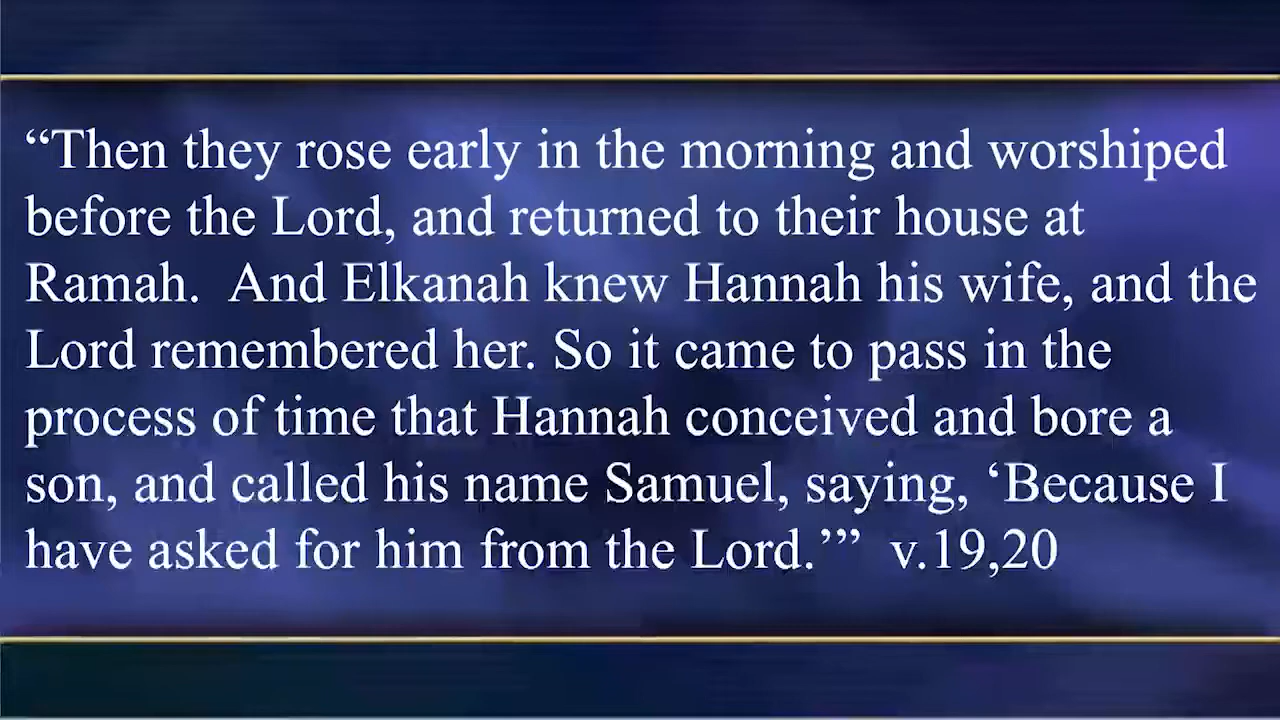 “Then they rose early in the morning and worshiped
before the Lord, and returned to their house at
Ramah.  And Elkanah knew Hannah his wife, and the
Lord remembered her. So it came to pass in the
process of time that Hannah conceived and bore a
son, and called his name Samuel, saying, ‘Because I
have asked for him from the Lord.’”  v.19,20